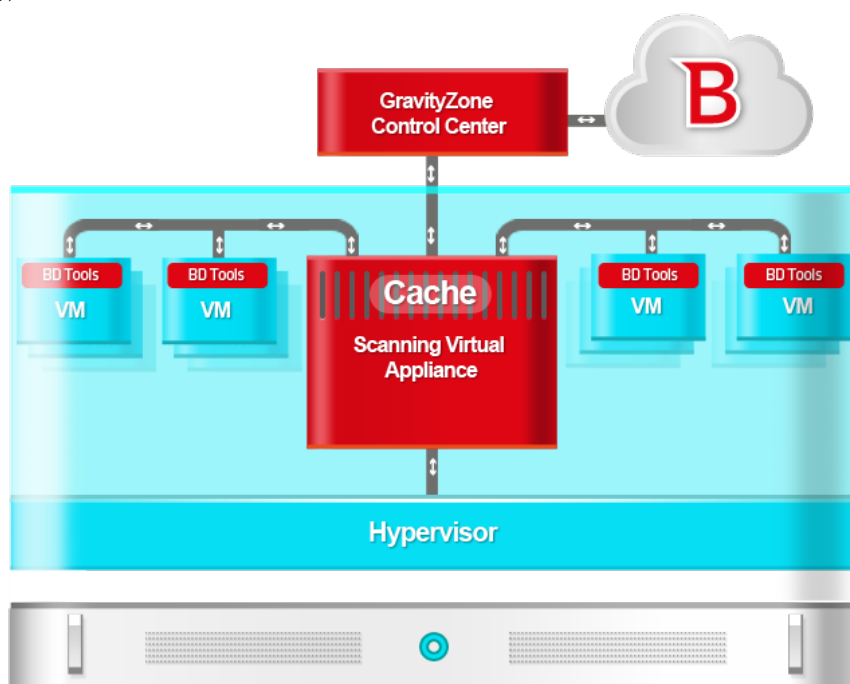 B
GravityZone
Control Center
BD Tools
VM
BD Tools
VM
Cache
Scanning Virtual
Appliance
BD Tools
VM
BD Tools
VM
Hypervisor